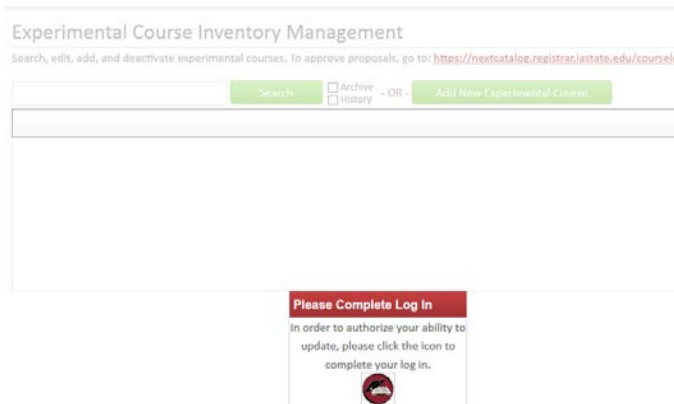 Experimental Course Inventory Management
Search, edit, add, and deactivate experimental courses. To approve proposals, go to: https://nextcatalog.registrar.iastate.edu/coursel
Search
Archive
History
- OR -
Add New Experimental Course
Please Complete Log In
In order to authorize your ability to
update, please click the icon to
complete your log in.